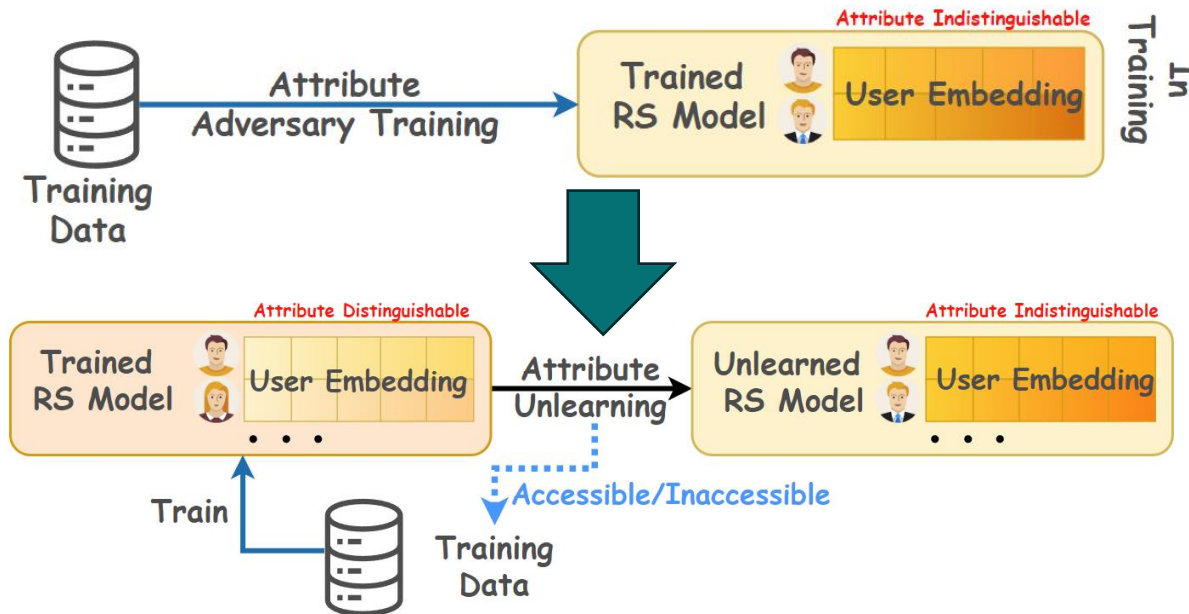 Attribute Indistinguishable
In
Training
Attribute
Adversary Training
Trained
RS Model
User Embedding
Training
Data
Attribute Distinguishable
Attribute Indistinguishable
Trained
RS Model
User Embedding
Attribute
Unlearning
Unlearned
RS Model
User Embedding
• • •
• • •
Accessible/Inaccessible
Train
Training
Data